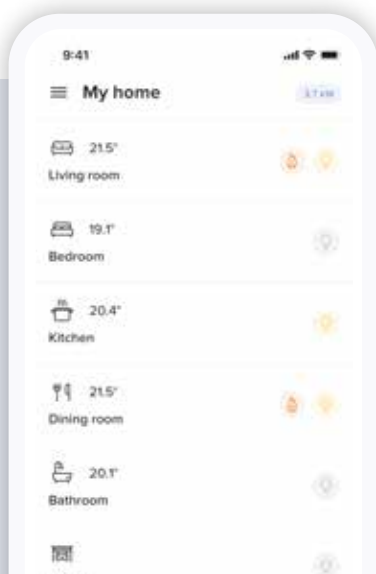 9:41
My home
21.5°
Living room
19.1°
Bedroom
20.4°
Kitchen
21.5°
Dining room
20.1°
Bathroom